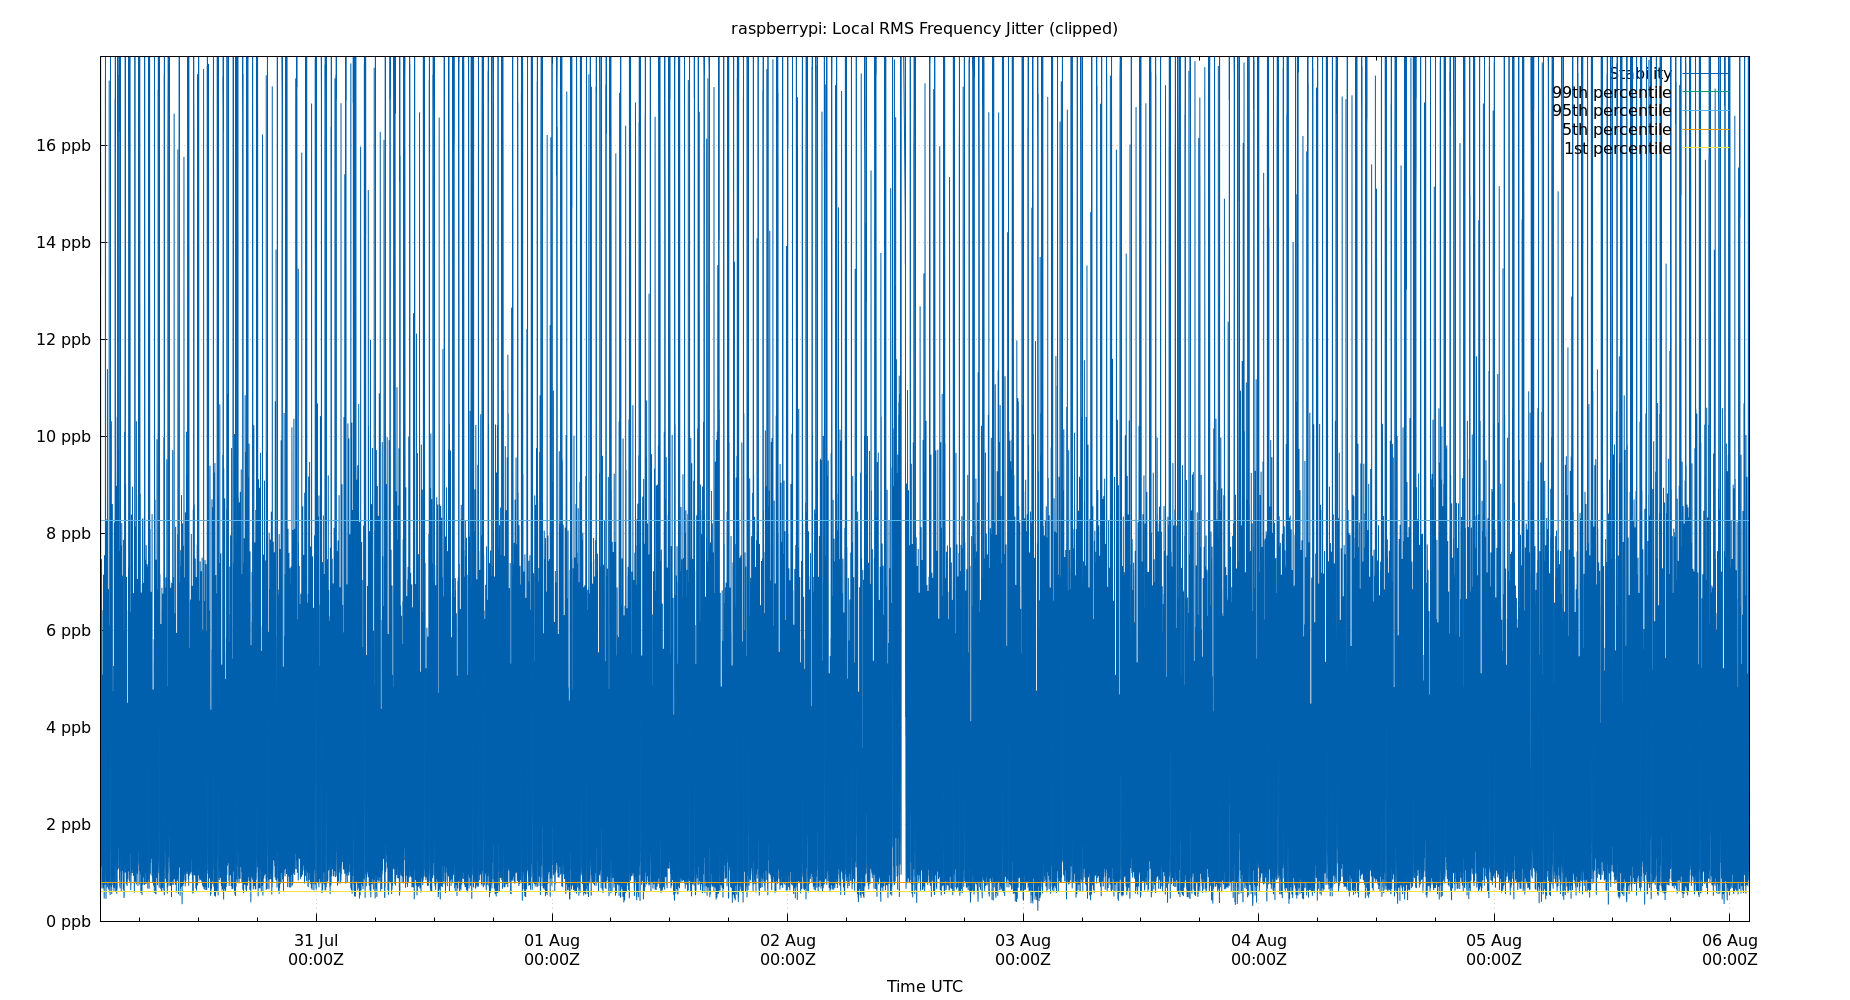 raspberrypi: Local RMS Frequency Jitter (clipped)
Stability
99th percentile
95th percentile
5th percentile
1st percentile
16 ppb
14 ppb
12 ppb
10 ppb
8 ppb
6 ppb
4 ppb
2 ppb
0 ppb
31 Jul 01 Aug 02 Aug 03 Aug 04 Aug 05 Aug 06 Aug
00:00Z 00:00Z 00:00Z 00:00Z 00:00Z 00:00Z 00:00Z
Time UTC